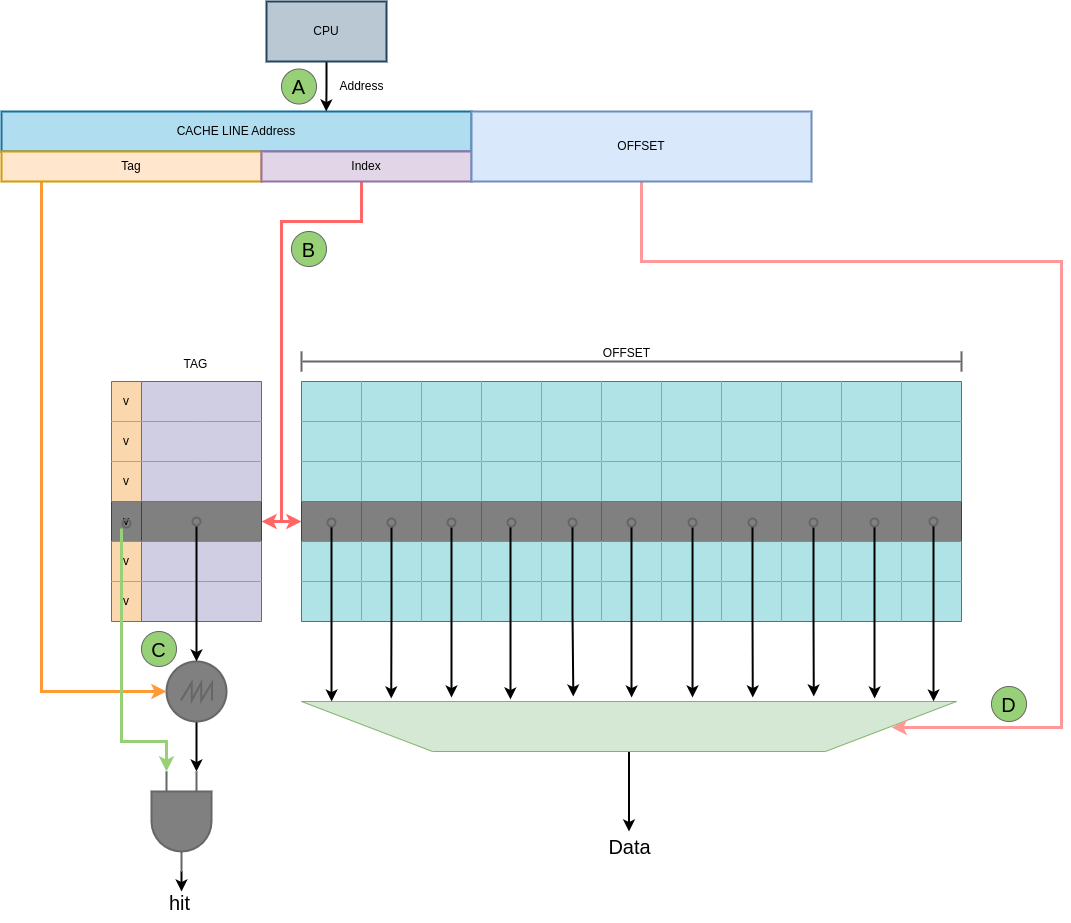 CPU
A
Address
CACHE LINE Address
OFFSET
Tag
Index
B
OFFSET
TAG
v
v
v
v
v
v
C
D
Data
hit